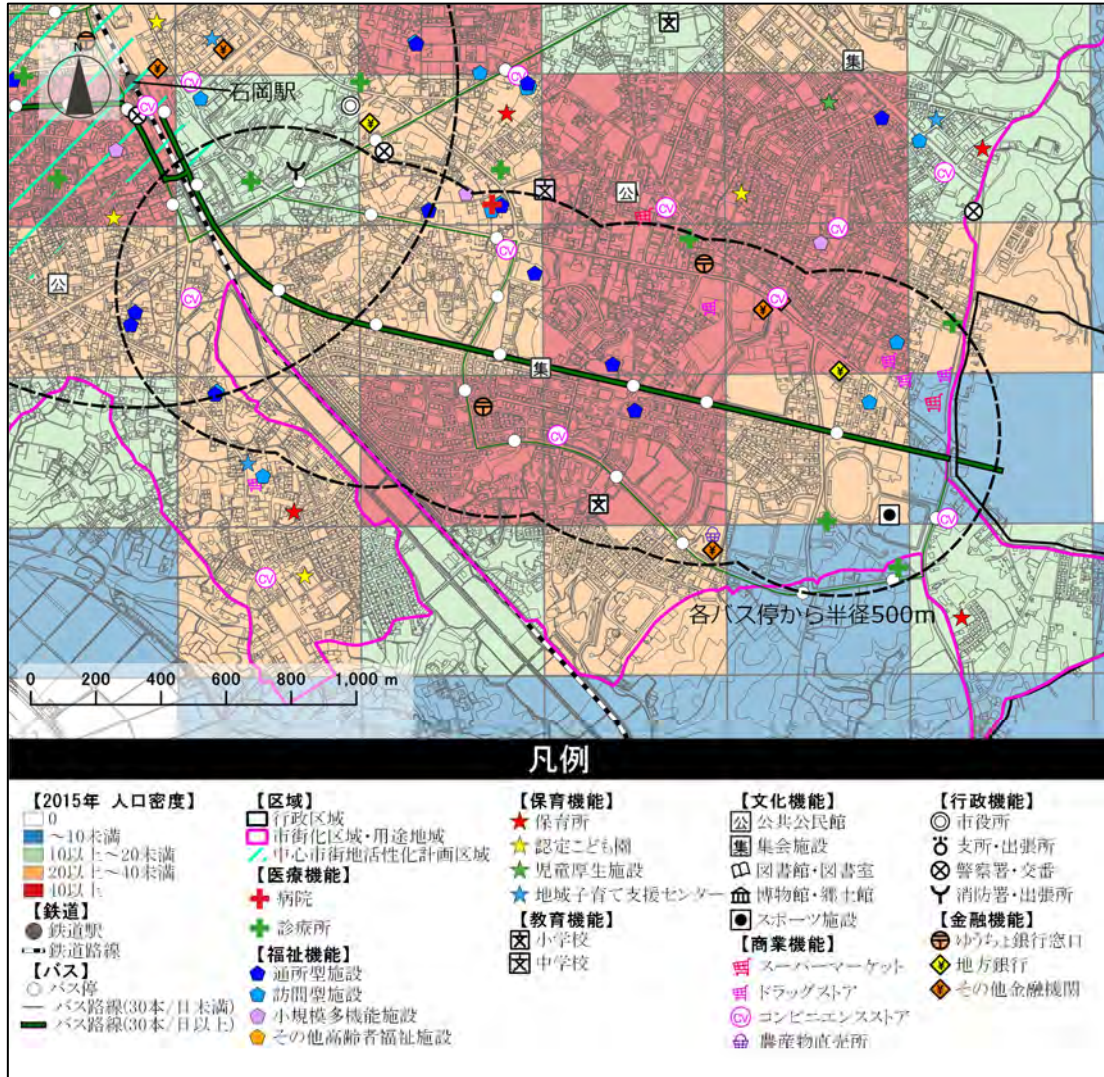 N
石岡駅
各バス停から半径500m
0 200 400 600 800 1,000 m
凡例
【2015年 人口密度】
0
～10未満
10以上～20未満
20以上～40未満
40以上
【鉄道】
鉄道駅
鉄道路線
【バス】
バス停
バス路線(30本/日未満)
バス路線(30本/日以上)
【区域】
行政区域
市街化区域・用途地域
中心市街地活性化計画区域
【医療機能】
病院
診療所
【福祉機能】
通所型施設
訪問型施設
小規模多機能施設
その他高齢者福祉施設
【保育機能】
保育所
認定こども園
児童厚生施設
地域子育て支援センター
【教育機能】
文 小学校
文 中学校
【文化機能】
公 公共公民館
集 集会施設
図書館・図書室
博物館・郷土館
スポーツ施設
【商業機能】
スーパーマーケット
ドラッグストア
CV コンビニエンスストア
農産物直売所
【行政機能】
市役所
支所・出張所
警察署・交番
消防署・出張所
【金融機能】
ゆうちょ銀行窓口
¥ 地方銀行
¥ その他金融機関